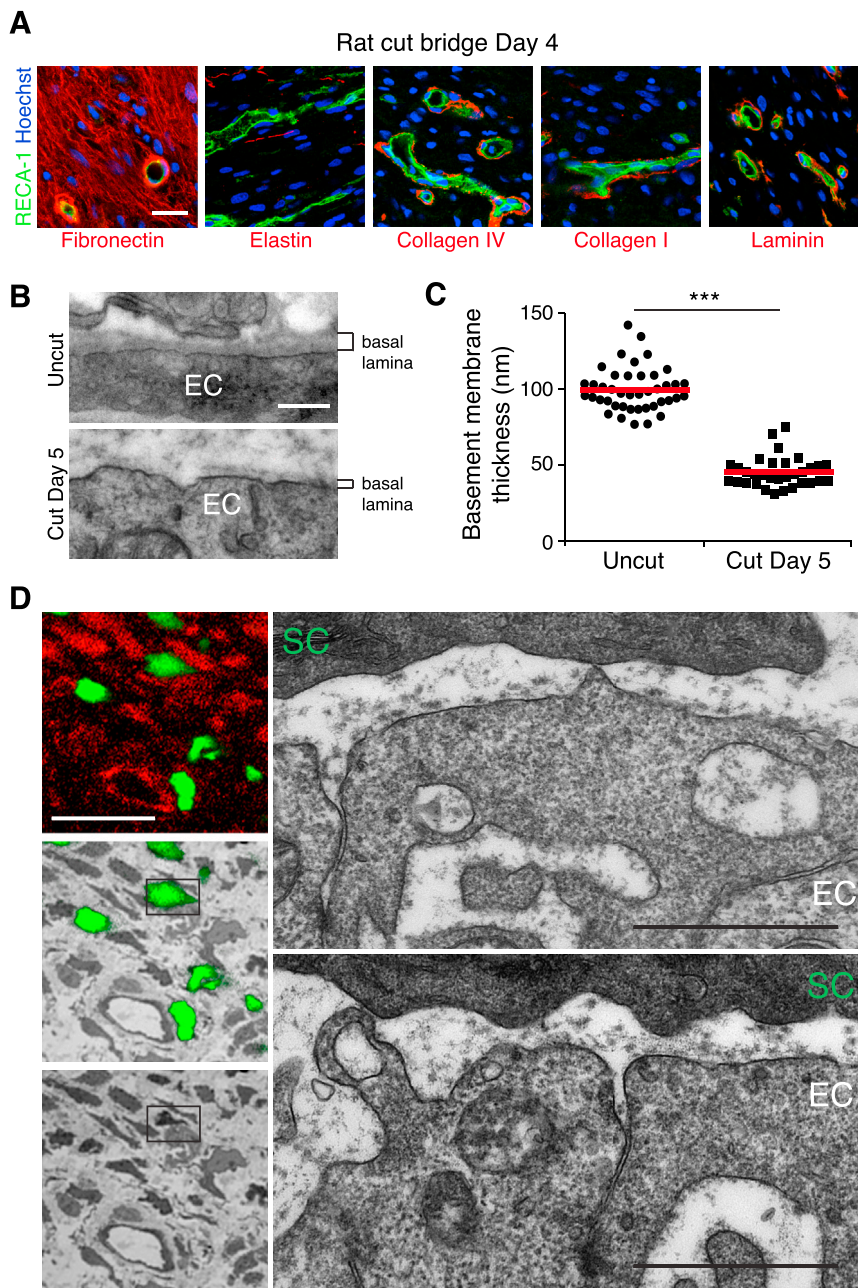 A
Rat cut bridge Day 4
RECA-1 Hoechst
Fibronectin
Elastin
Collagen IV
Collagen I
Laminin
B
Uncut
EC
basal
lamina
Cut Day 5
EC
basal
lamina
C
***
Basement membrane
thickness (nm)
150
100
50
0
Uncut
Cut Day 5
D
SC
EC
SC
EC